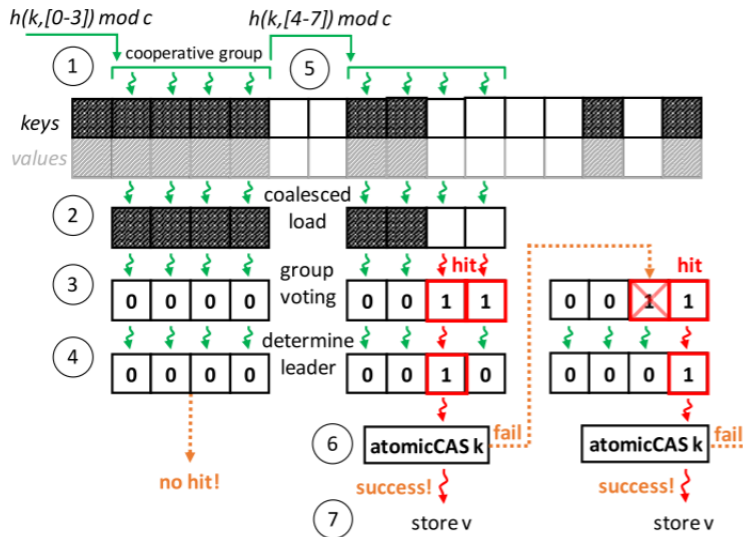 h(k,[0-3]) mod c h(k,[4-7]) mod c
1 cooperative group 5
keys
values
2 coalesced
load
hit hit
3 group
voting
0 0 0 0 0 0 1 1 0 0 1 1
4 determine
leader
0 0 0 0 0 0 1 0 0 0 0 1
6 atomicCAS k fail atomicCAS k fail
no hit! success! success!
7 store v store v